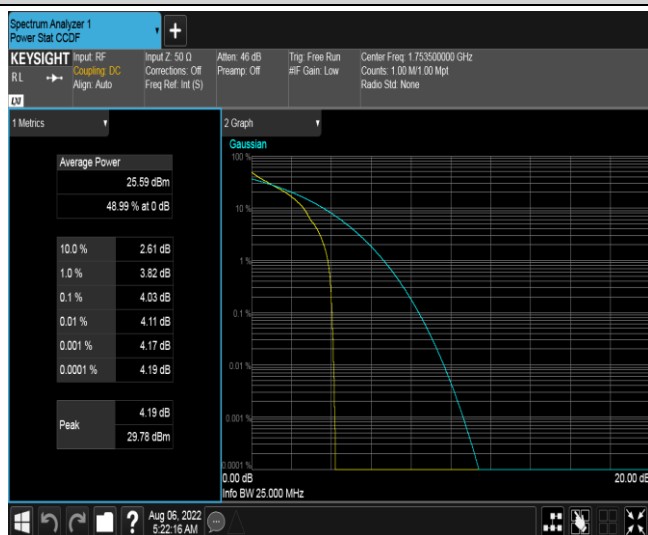 Spectrum Analyzer 1
Power Stat CCDF
KEYSIGHT
RL
LXI
Input: RF
Coupling: DC
Align: Auto
Input Z: 50 Ω
Corrections: Off
Freq Ref: Int (S)
Atten: 46 dB
Preamp: Off
Trig: Free Run
#IF Gain: Low
Center Freq: 1.753500000 GHz
Counts: 1.00 M/1.00 Mpt
Radio Std: None
1 Metrics
Average Power
25.59 dBm
48.99 % at 0 dB
10.0 % 2.61 dB
1.0 % 3.82 dB
0.1 % 4.03 dB
0.01 % 4.11 dB
0.001 % 4.17 dB
0.0001 % 4.19 dB
Peak
4.19 dB
29.78 dBm
2 Graph
Gaussian
100 %
10 %
1 %
0.1 %
0.01 %
0.001 %
0.0001 %
0.00 dB 20.00 dB
Info BW 25.000 MHz
Aug 06, 2022
5:22:16 AM